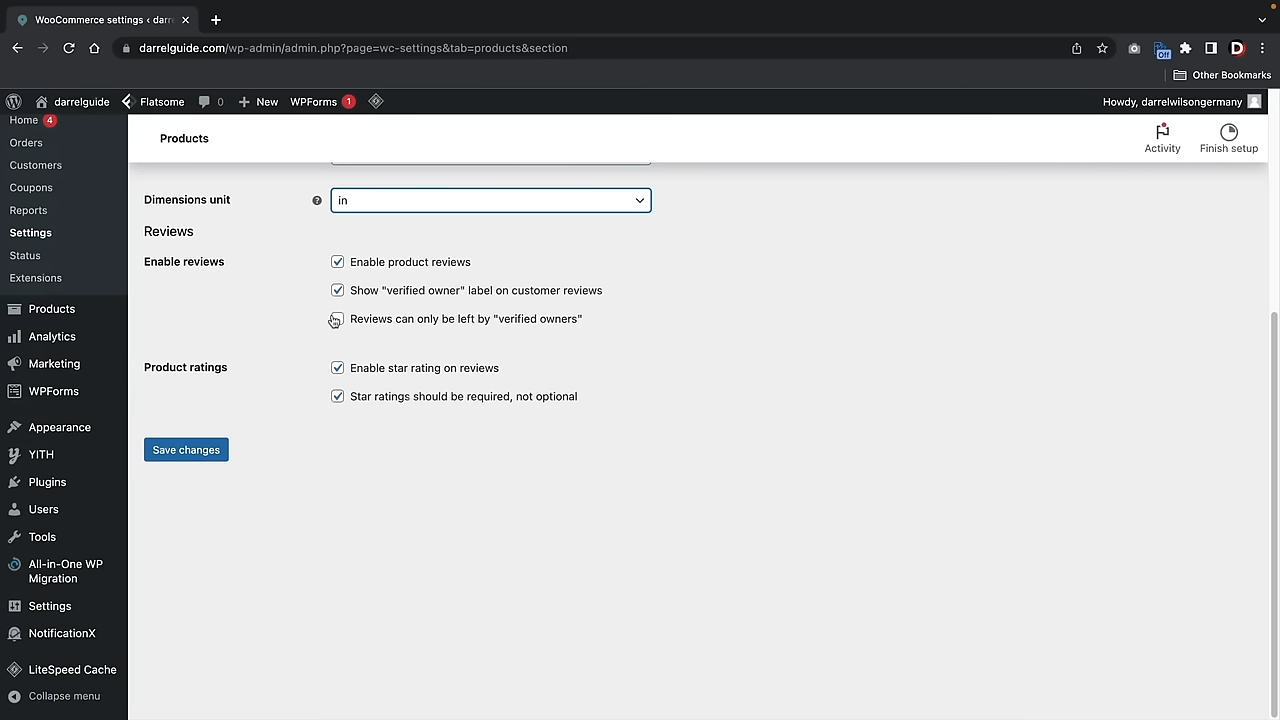 WooCommerce settings ‹ darr
darrelguide.com/wp-admin/admin.php?page=wc-settings&tab=products&section
Off
D
Other Bookmarks
darrelguide
Flatsome
0
New
WPForms 1
Howdy, darrelwilsongermany
Home 4
Orders
Customers
Coupons
Reports
Settings
Status
Extensions
Products
Analytics
Marketing
WPForms
Appearance
YITH
Plugins
Users
Tools
All-in-One WP
Migration
Settings
NotificationX
LiteSpeed Cache
Collapse menu
Products
Activity
Finish setup
Dimensions unit
in
Reviews
Enable reviews
Enable product reviews
Show "verified owner" label on customer reviews
Reviews can only be left by "verified owners"
Product ratings
Enable star rating on reviews
Star ratings should be required, not optional
Save changes